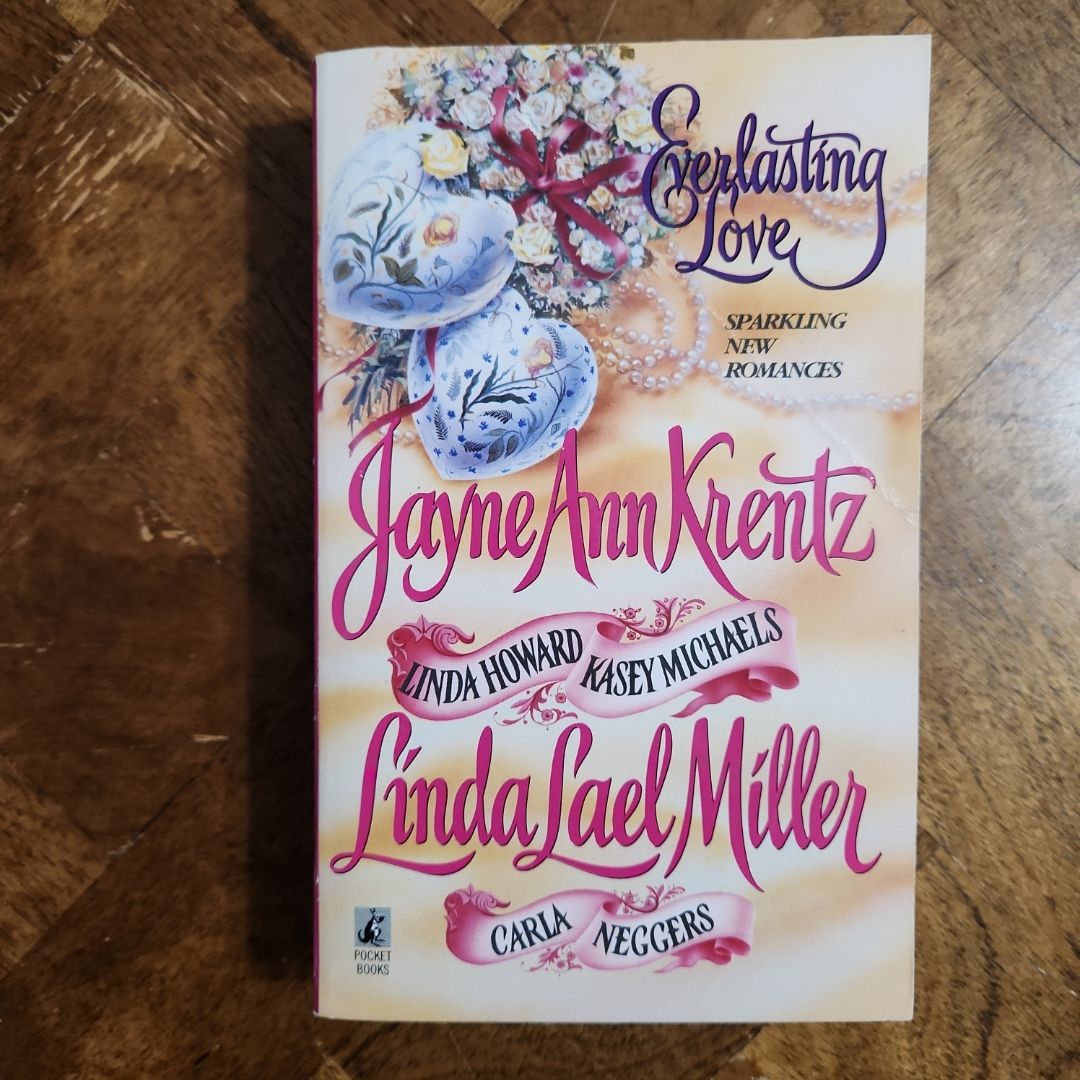 Everlasting
Love
SPARKLING
NEW
ROMANCES
Jayne Ann Krentz
LINDA HOWARD KASEY MICHAELS
Linda Lael Miller
CARLA NEGGERS
POCKET
BOOKS